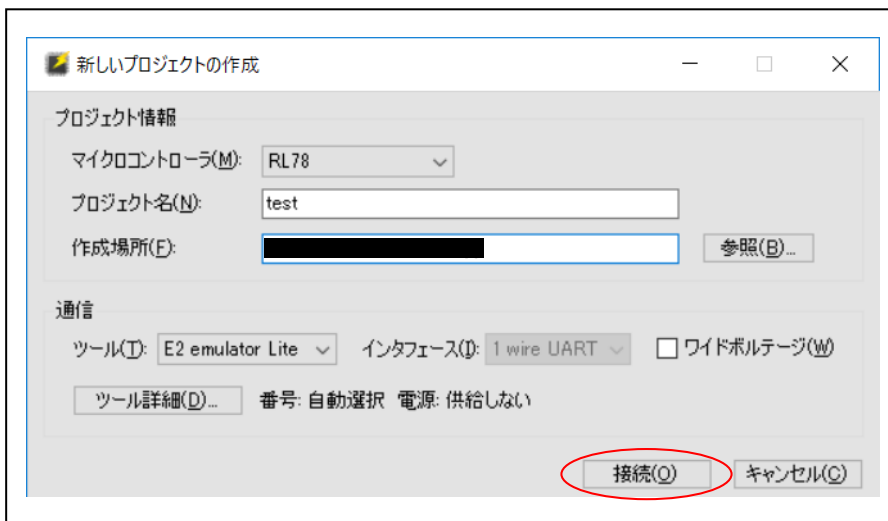 新しいプロジェクトの作成
プロジェクト情報
マイクロコントローラ(M): RL78
プロジェクト名(N): test
作成場所(F): 参照(B)...
通信
ツール(T): E2 emulator Lite インタフェース(I): 1 wire UART ワイドボルテージ(W)
ツール詳細(D)... 番号: 自動選択 電源: 供給しない
接続(O) キャンセル(C)